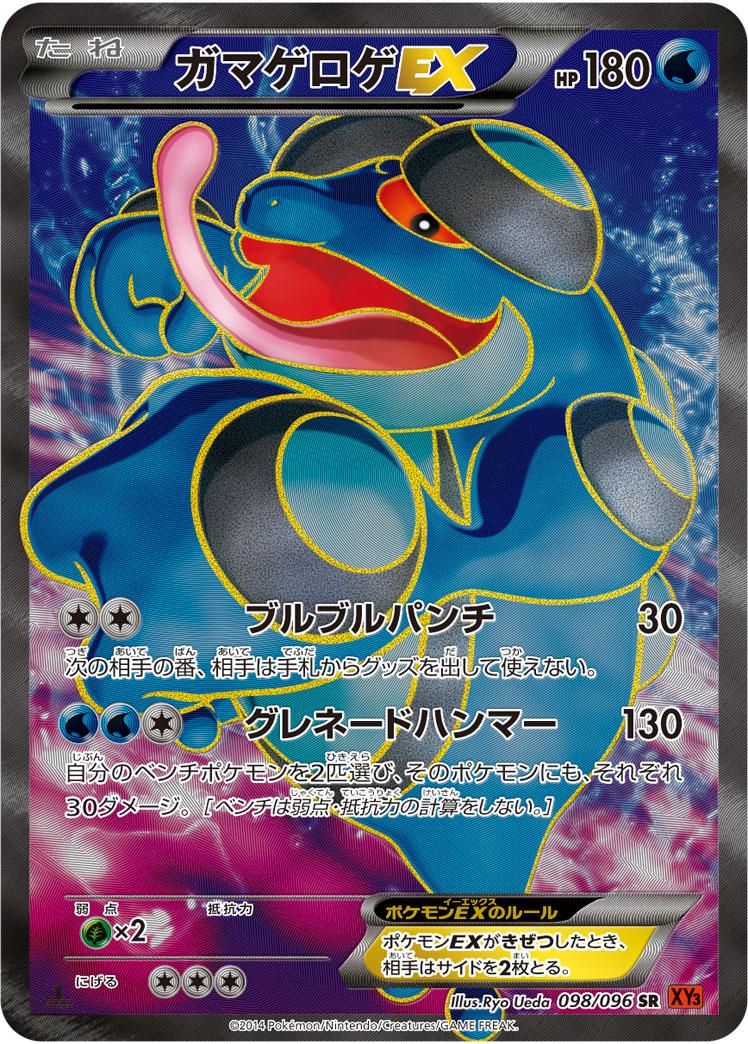 たね
ガマゲロゲEX
HP180
ブルブルパンチ 30
次の相手の番、相手は手札からグッズを出して使えない。
グレネードハンマー 130
自分のベンチポケモンを2匹選び、そのポケモンにも、それぞれ
30ダメージ。[ベンチは弱点・抵抗力の計算をしない。]
弱点 抵抗力
×2
にげる
ポケモンEXのルール
ポケモンEXがきぜつしたとき、
相手はサイドを2枚とる。
Illus.Ryo Ueda 098/096 SR XY3
©2014 Pokémon/Nintendo/Creatures/GAME FREAK.